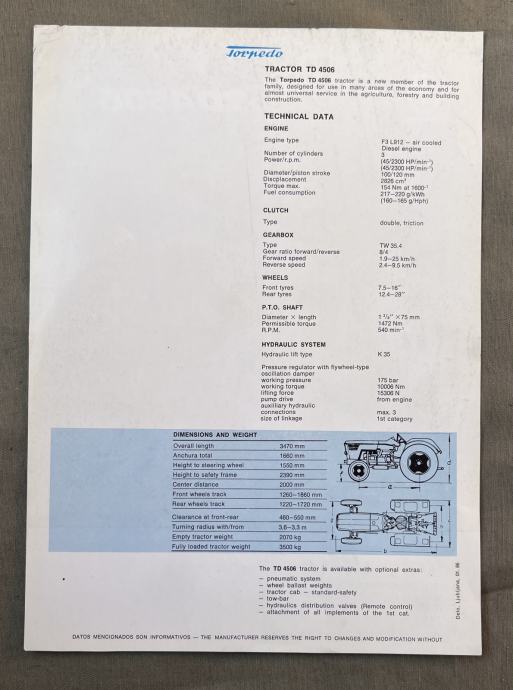 Torpedo
TRACTOR TD 4506
The Torpedo TD 4506 tractor is a new member of the tractor
family, designed for use in many areas of the economy and for
almost universal service in the agriculture, forestry and building
construction.
TECHNICAL DATA
ENGINE
Engine type F3 L912 — air cooled
Diesel engine
Number of cylinders 3
Power/r.p.m. (45/2300 HP/min⁻¹)
(45/2300 HP/min⁻¹)
Diameter/piston stroke 100/120 mm
Discplacement 2826 cm³
Torque max. 154 Nm at 1600⁻¹
Fuel consumption 217—220 g/kWh
(160—165 g/Hph)
CLUTCH
Type double, friction
GEARBOX
Type TW 35.4
Gear ratio forward/reverse 8/4
Forward speed 1.9—25 km/h
Reverse speed 2.4—9.5 km/h
WHEELS
Front tyres 7.5—16"
Rear tyres 12.4—28"
P.T.O. SHAFT
Diameter × length 1 ³/₈" ×75 mm
Permissible torque 1472 Nm
R.P.M. 540 min⁻¹
HYDRAULIC SYSTEM
Hydraulic lift type K 35
Pressure regulator with flywheel-type
oscillation damper
working pressure 175 bar
working torque 10006 Nm
lifting force 15306 N
pump drive from engine
auxiliary hydraulic
connections max. 3
size of linkage 1st category
DIMENSIONS AND WEIGHT
Overall length 3470 mm
Anchura total 1660 mm
Height to steering wheel 1550 mm
Height to safety frame 2390 mm
Center distance 2000 mm
Front wheels track 1260—1860 mm
Rear wheels track 1220—1720 mm
Clearance at front-rear 460—550 mm
Turning radius with/from 3,6—3,3 m
Empty tractor weight 2070 kg
Fully loaded tractor weight 3500 kg
d
a
b
The TD 4506 tractor is available with optional extras:
— pneumatic system
— wheel ballast weights
— tractor cab — standard-safety
— tow-bar
— hydraulics distribution valves (Remote control)
— attachment of all implements of the 1st cat.
DATOS MENCIONADOS SON INFORMATIVOS — THE MANUFACTURER RESERVES THE RIGHT TO CHANGES AND MODIFICATION WITHOUT